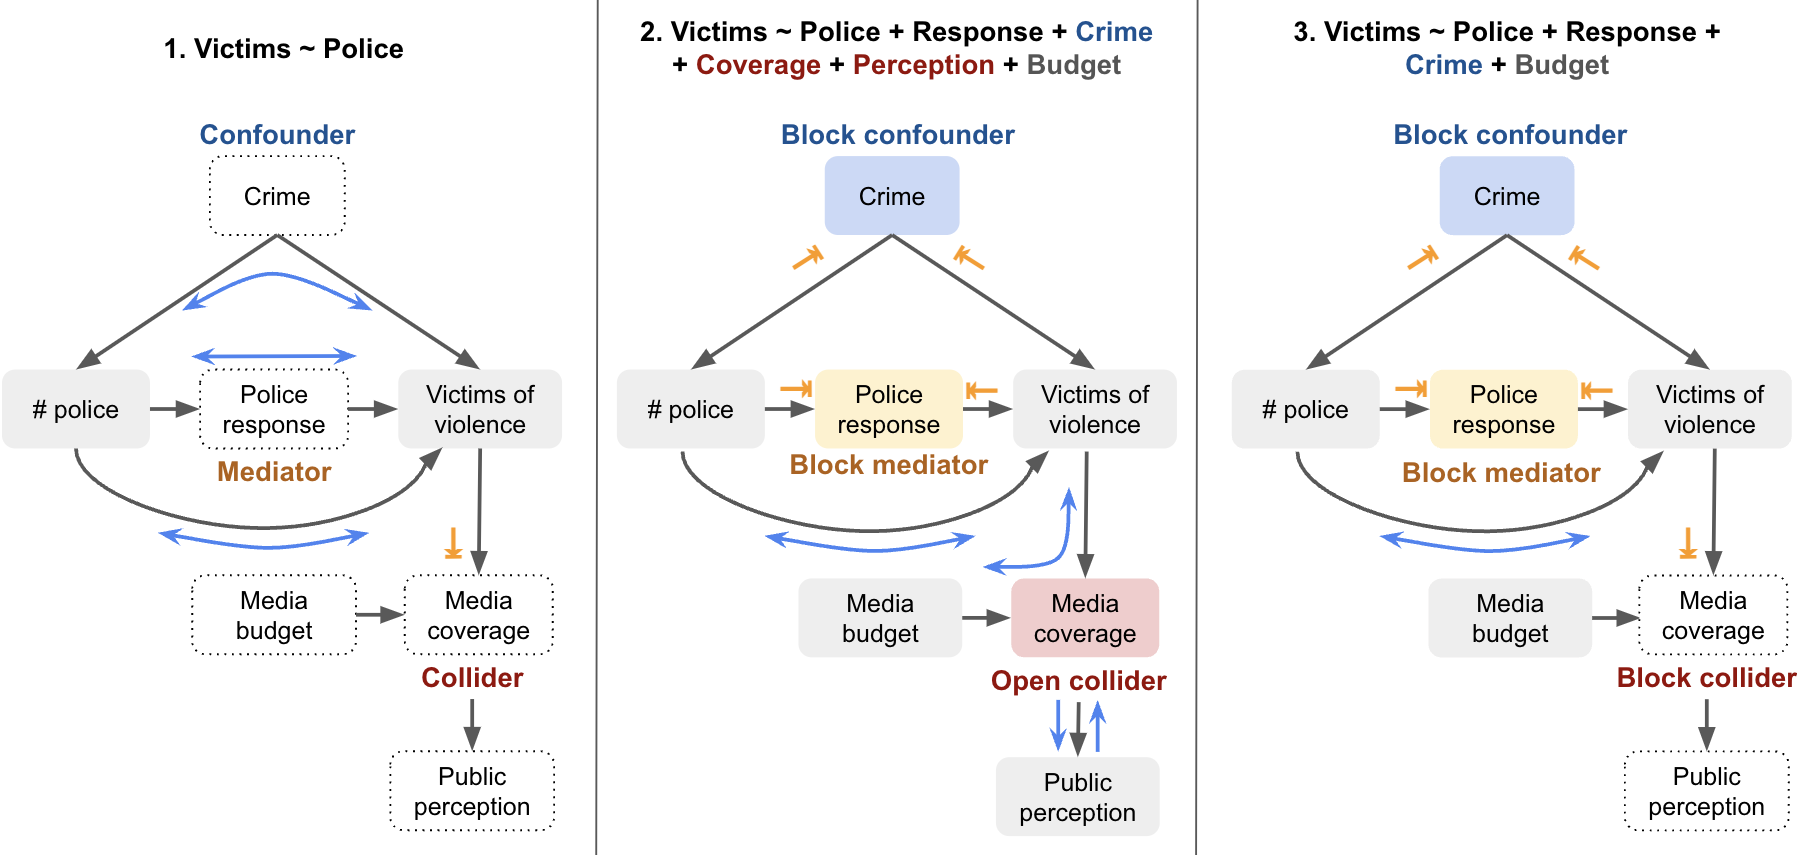 1. Victims ~ Police
Confounder
Crime
# police
Police
response
Victims of
violence
Mediator
Media
budget
Media
coverage
Collider
Public
perception
2. Victims ~ Police + Response + Crime
+ Coverage + Perception + Budget
Block confounder
Crime
# police
Police
response
Victims of
violence
Block mediator
Media
budget
Media
coverage
Open collider
Public
perception
3. Victims ~ Police + Response +
Crime + Budget
Block confounder
Crime
# police
Police
response
Victims of
violence
Block mediator
Media
budget
Media
coverage
Block collider
Public
perception